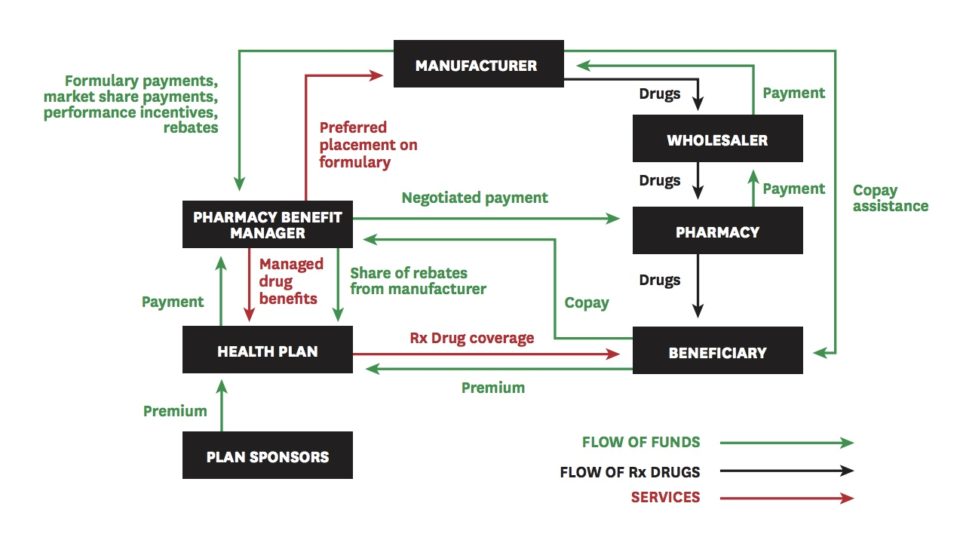 MANUFACTURER
Formulary payments,
market share payments,
performance incentives,
rebates
Preferred
placement on
formulary
Drugs
Payment
WHOLESALER
Drugs
Payment
Copay
assistance
PHARMACY BENEFIT
MANAGER
Negotiated payment
PHARMACY
Managed
drug
benefits
Share of rebates
from manufacturer
Payment
Copay
Drugs
HEALTH PLAN
Rx Drug coverage
BENEFICIARY
Premium
Premium
PLAN SPONSORS
FLOW OF FUNDS
FLOW OF Rx DRUGS
SERVICES